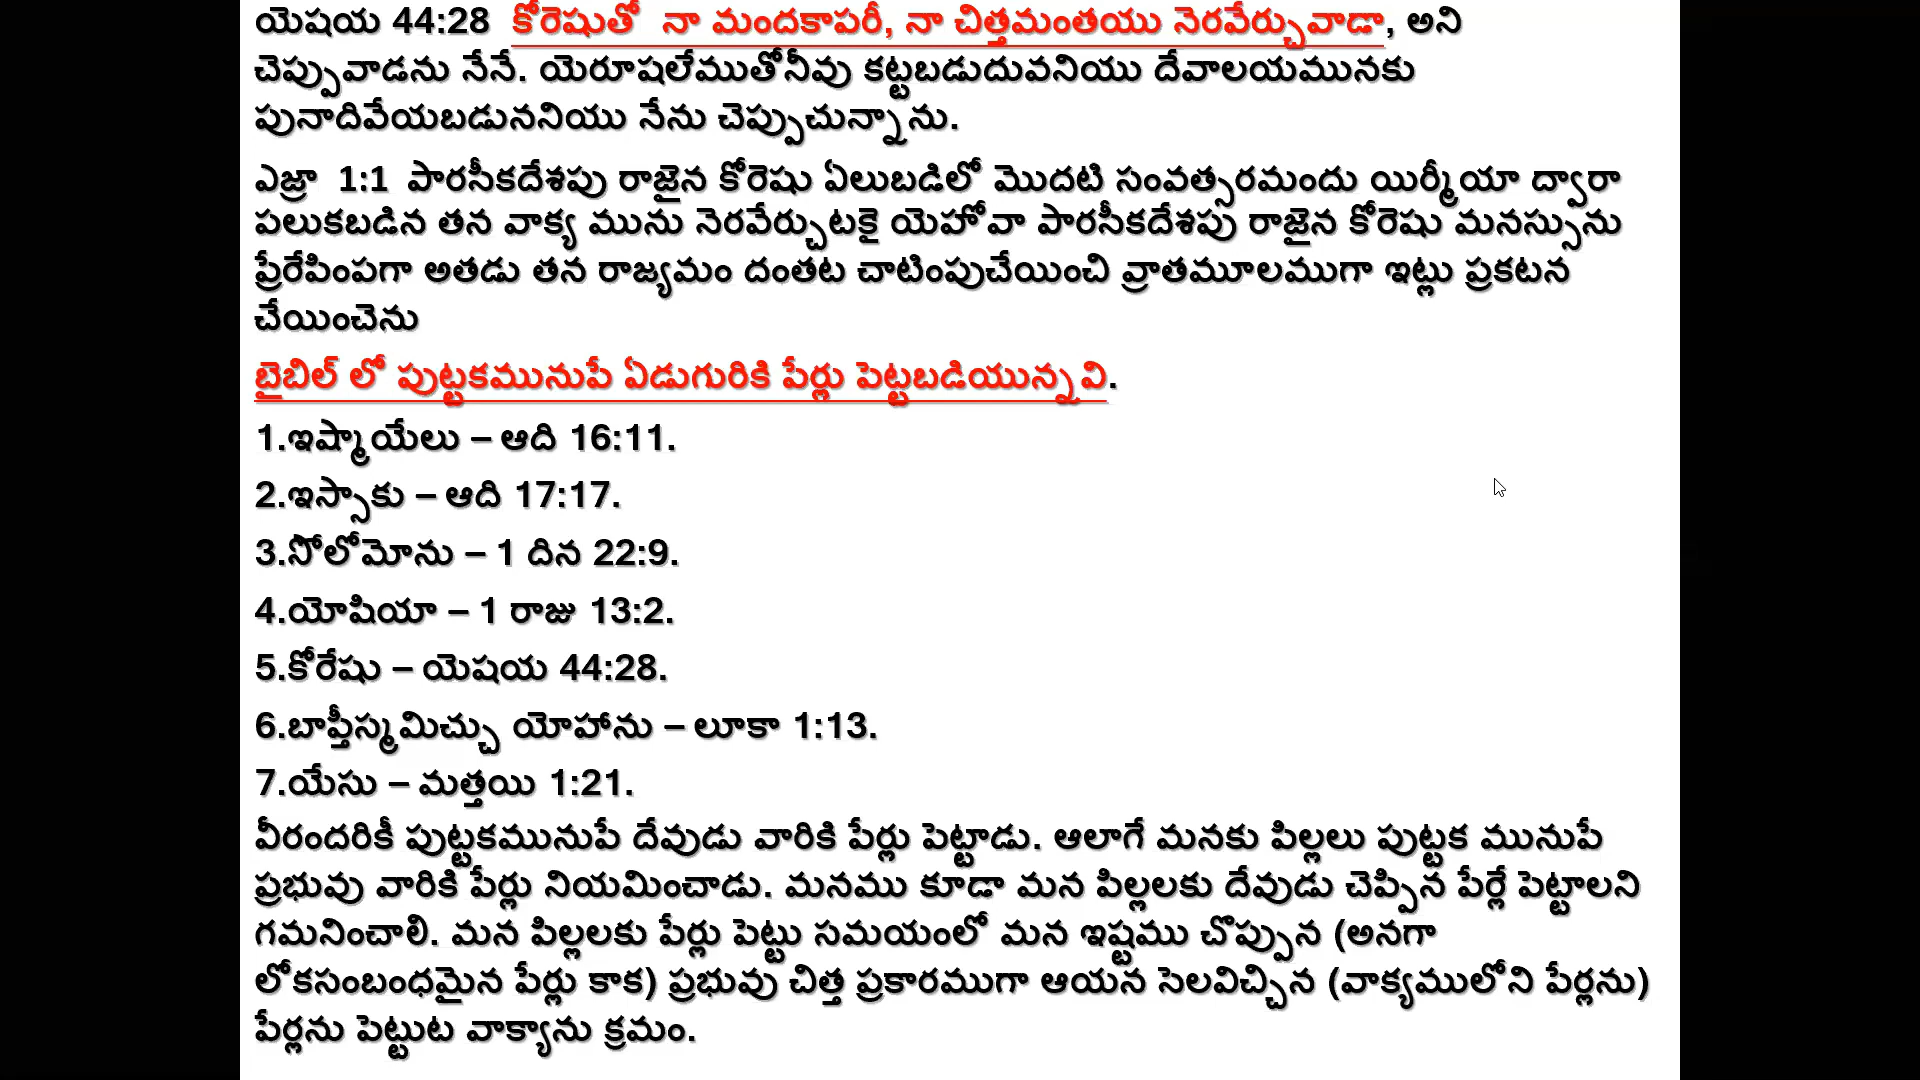 యెషయ 44:28 కోరెషుతో నా మందకాపరీ, నా చిత్తమంతయు నెరవేర్చువాడా, అని
చెప్పువాడను నేనే. యెరూషలేముతోనీవు కట్టబడుదువనియు దేవాలయమునకు
పునాదివేయబడుననియు నేను చెప్పుచున్నాను.
ఎజ్రా 1:1 పారసీకదేశపు రాజైన కోరెషు ఏలుబడిలో మొదటి సంవత్సరమందు యిర్మీయా ద్వారా
పలుకబడిన తన వాక్య మును నెరవేర్చుటకై యెహోవా పారసీకదేశపు రాజైన కోరెషు మనస్సును
ప్రేరేపింపగా అతడు తన రాజ్యమం దంతట చాటింపుచేయించి వ్రాతమూలముగా ఇట్లు ప్రకటన
చేయించెను
బైబిల్ లో పుట్టకమునుపే ఏడుగురికి పేర్లు పెట్టబడియున్నవి.
1.ఇష్మాయేలు – ఆది 16:11.
2.ఇస్సాకు – ఆది 17:17.
3.సోలోమోను – 1 దిన 22:9.
4.యోషియా – 1 రాజు 13:2.
5.కోరేషు – యెషయ 44:28.
6.బాప్తీస్మమిచ్చు యోహాను – లూకా 1:13.
7.యేసు – మత్తయి 1:21.
వీరందరికీ పుట్టకమునుపే దేవుడు వారికి పేర్లు పెట్టాడు. ఆలాగే మనకు పిల్లలు పుట్టక మునుపే
ప్రభువు వారికి పేర్లు నియమించాడు. మనము కూడా మన పిల్లలకు దేవుడు చెప్పిన పేర్లే పెట్టాలని
గమనించాలి. మన పిల్లలకు పేర్లు పెట్టు సమయంలో మన ఇష్టము చొప్పున (అనగా
లోకసంబంధమైన పేర్లు కాక) ప్రభువు చిత్త ప్రకారముగా ఆయన సెలవిచ్చిన (వాక్యములోని పేర్లను)
పేర్లను పెట్టుట వాక్యాను క్రమం.